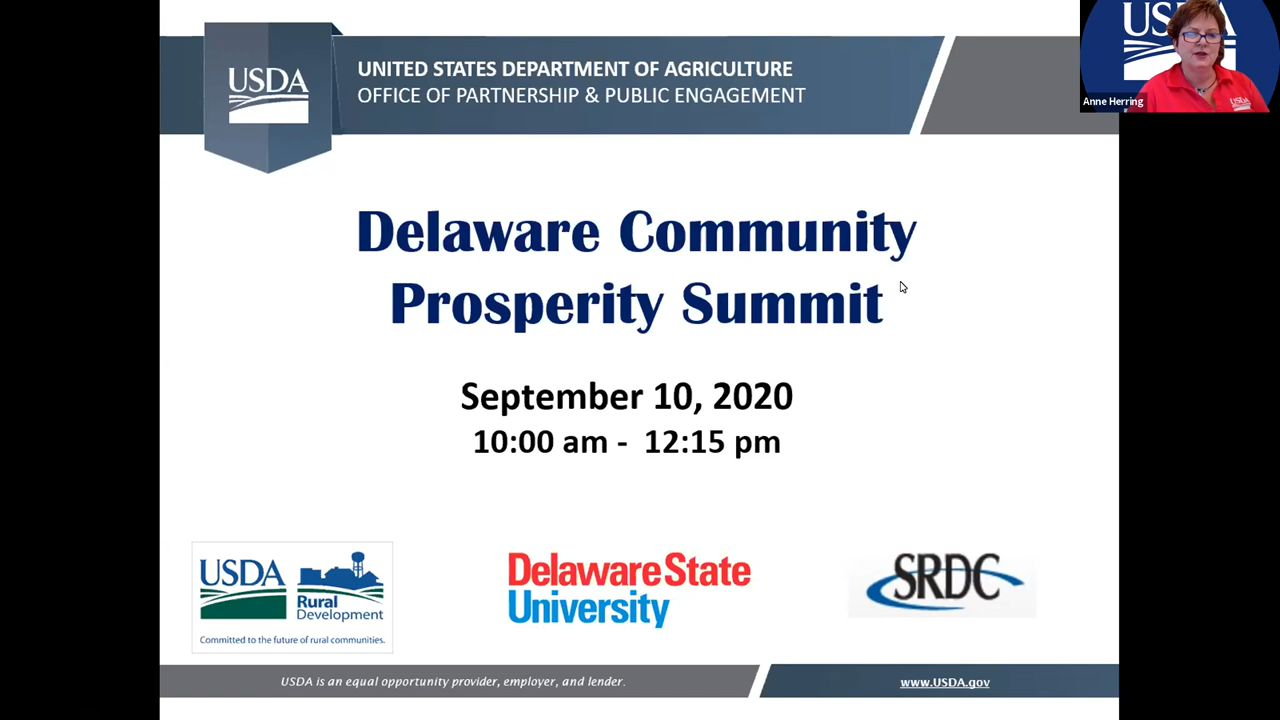 USDA
UNITED STATES DEPARTMENT OF AGRICULTURE
OFFICE OF PARTNERSHIP & PUBLIC ENGAGEMENT
USDA
Anne Herring
USDA
Delaware Community
Prosperity Summit
September 10, 2020
10:00 am - 12:15 pm
USDA
Rural
Development
Committed to the future of rural communities.
Delaware State
University
SRDC
USDA is an equal opportunity provider, employer, and lender.
www.USDA.gov